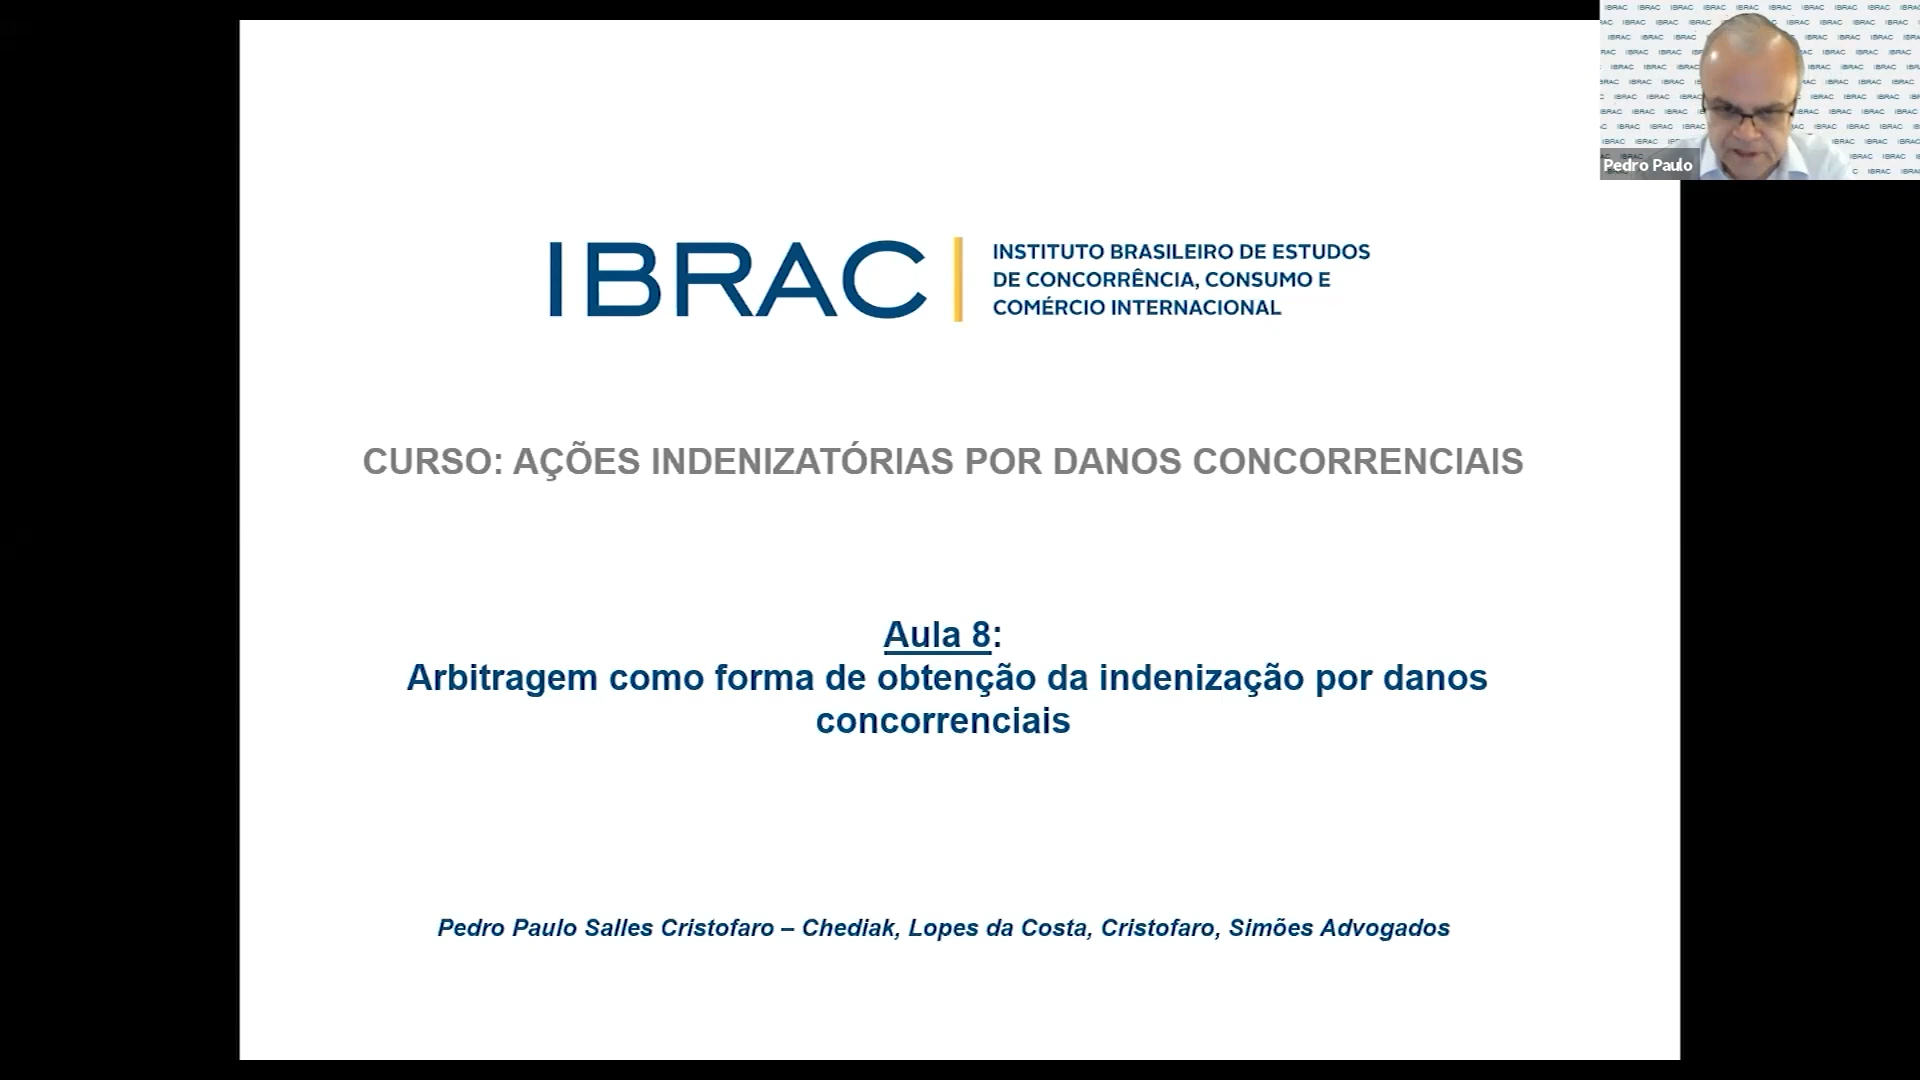 IBRAC
INSTITUTO BRASILEIRO DE ESTUDOS
DE CONCORRÊNCIA, CONSUMO E
COMÉRCIO INTERNACIONAL
Pedro Paulo
CURSO: AÇÕES INDENIZATÓRIAS POR DANOS CONCORRENCIAIS
Aula 8:
Arbitragem como forma de obtenção da indenização por danos
concorrenciais
Pedro Paulo Salles Cristofaro – Chediak, Lopes da Costa, Cristofaro, Simões Advogados